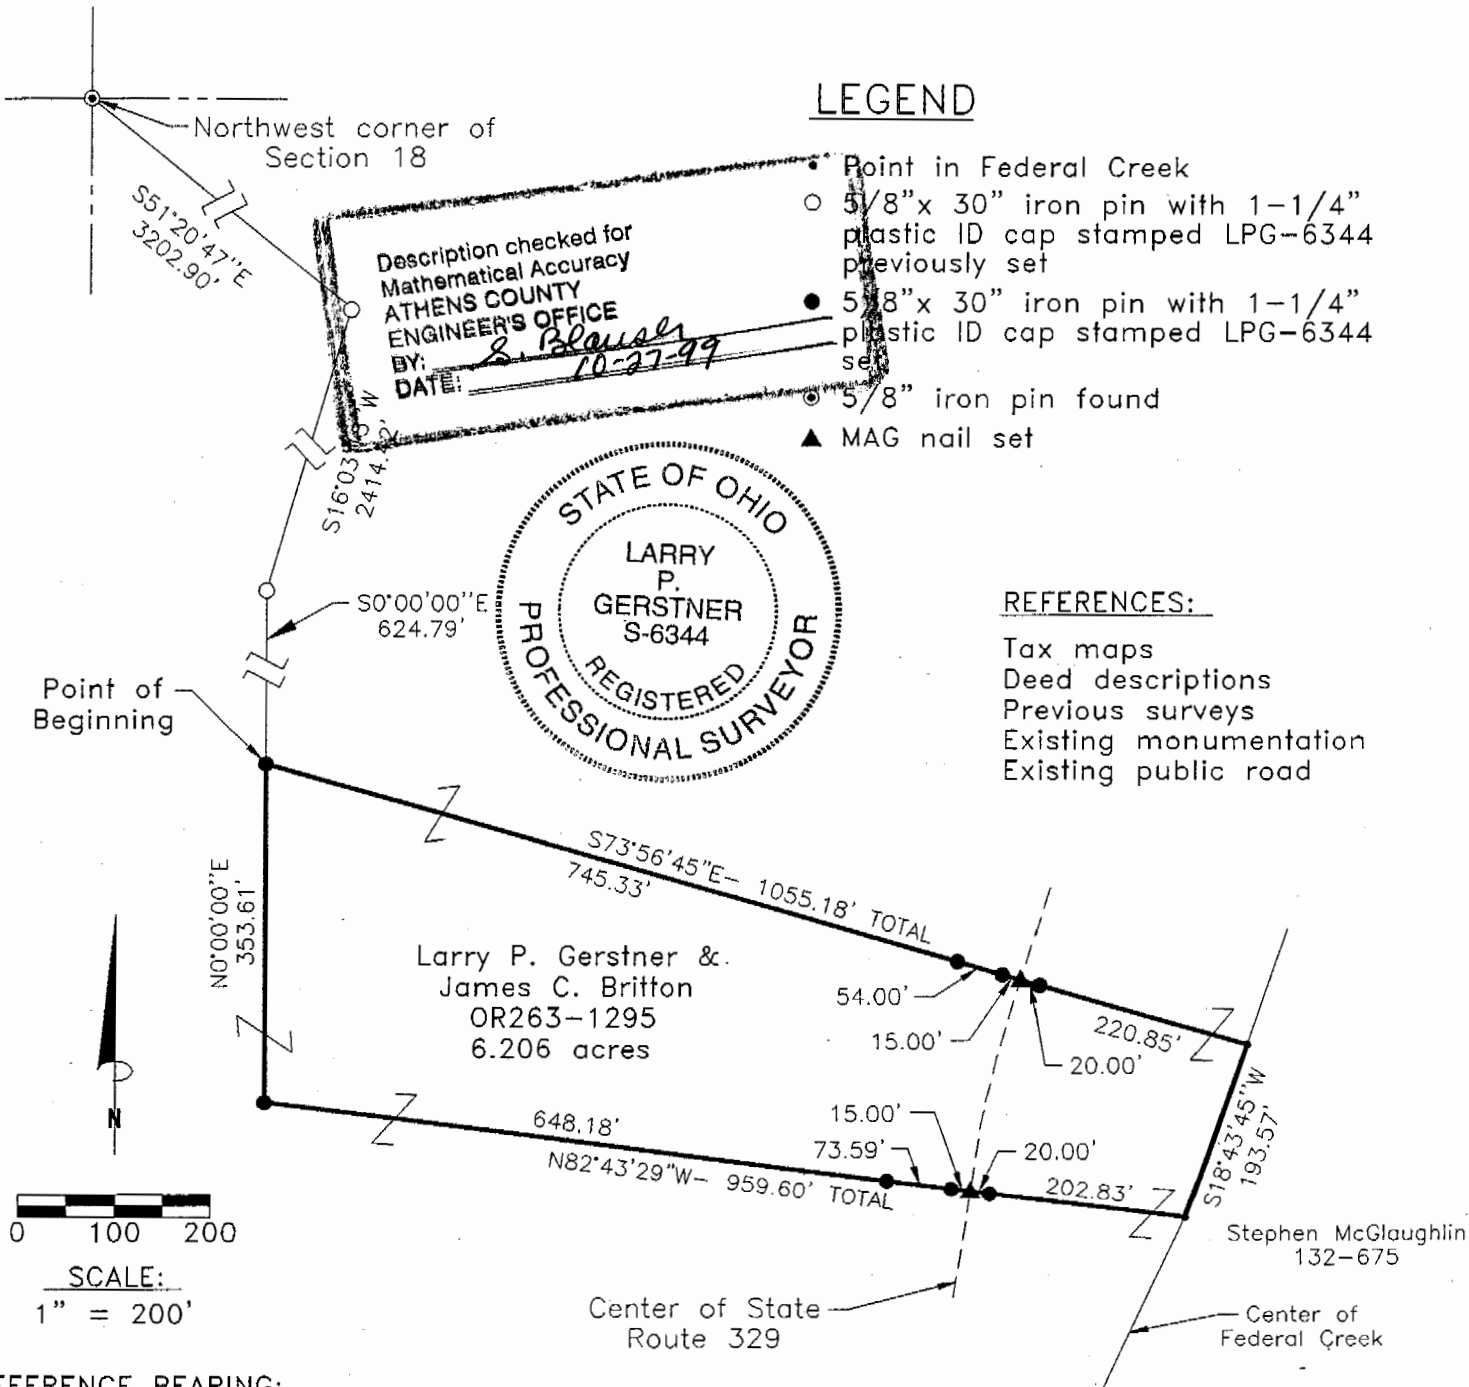 Northwest corner of
Section 18
S51°20'47"E
3202.90'
Description checked for
Mathematical Accuracy
ATHENS COUNTY
ENGINEER'S OFFICE
BY: S. Blauser
DATE: 10-27-99
LEGEND
Point in Federal Creek
5/8"x 30" iron pin with 1-1/4"
plastic ID cap stamped LPG-6344
previously set
5/8"x 30" iron pin with 1-1/4"
plastic ID cap stamped LPG-6344
set
5/8" iron pin found
MAG nail set
S16°03' W
2414.42'
STATE OF OHIO
LARRY
P.
GERSTNER
S-6344
REGISTERED
PROFESSIONAL SURVEYOR
S0°00'00"E
624.79'
REFERENCES:
Tax maps
Deed descriptions
Previous surveys
Existing monumentation
Existing public road
Point of
Beginning
S73°56'45"E- 1055.18' TOTAL
745.33'
N0°00'00"E
353.61'
Larry P. Gerstner &
James C. Britton
OR263-1295
6.206 acres
54.00'
15.00'
220.85'
20.00'
15.00'
648.18'
73.59'
20.00'
N82°43'29"W- 959.60' TOTAL
202.83'
S18°43'45"W
193.57'
N
0 100 200
SCALE:
1" = 200'
Stephen McGlaughlin
132-675
Center of State
Route 329
Center of
Federal Creek
EFERENCE BEARING: